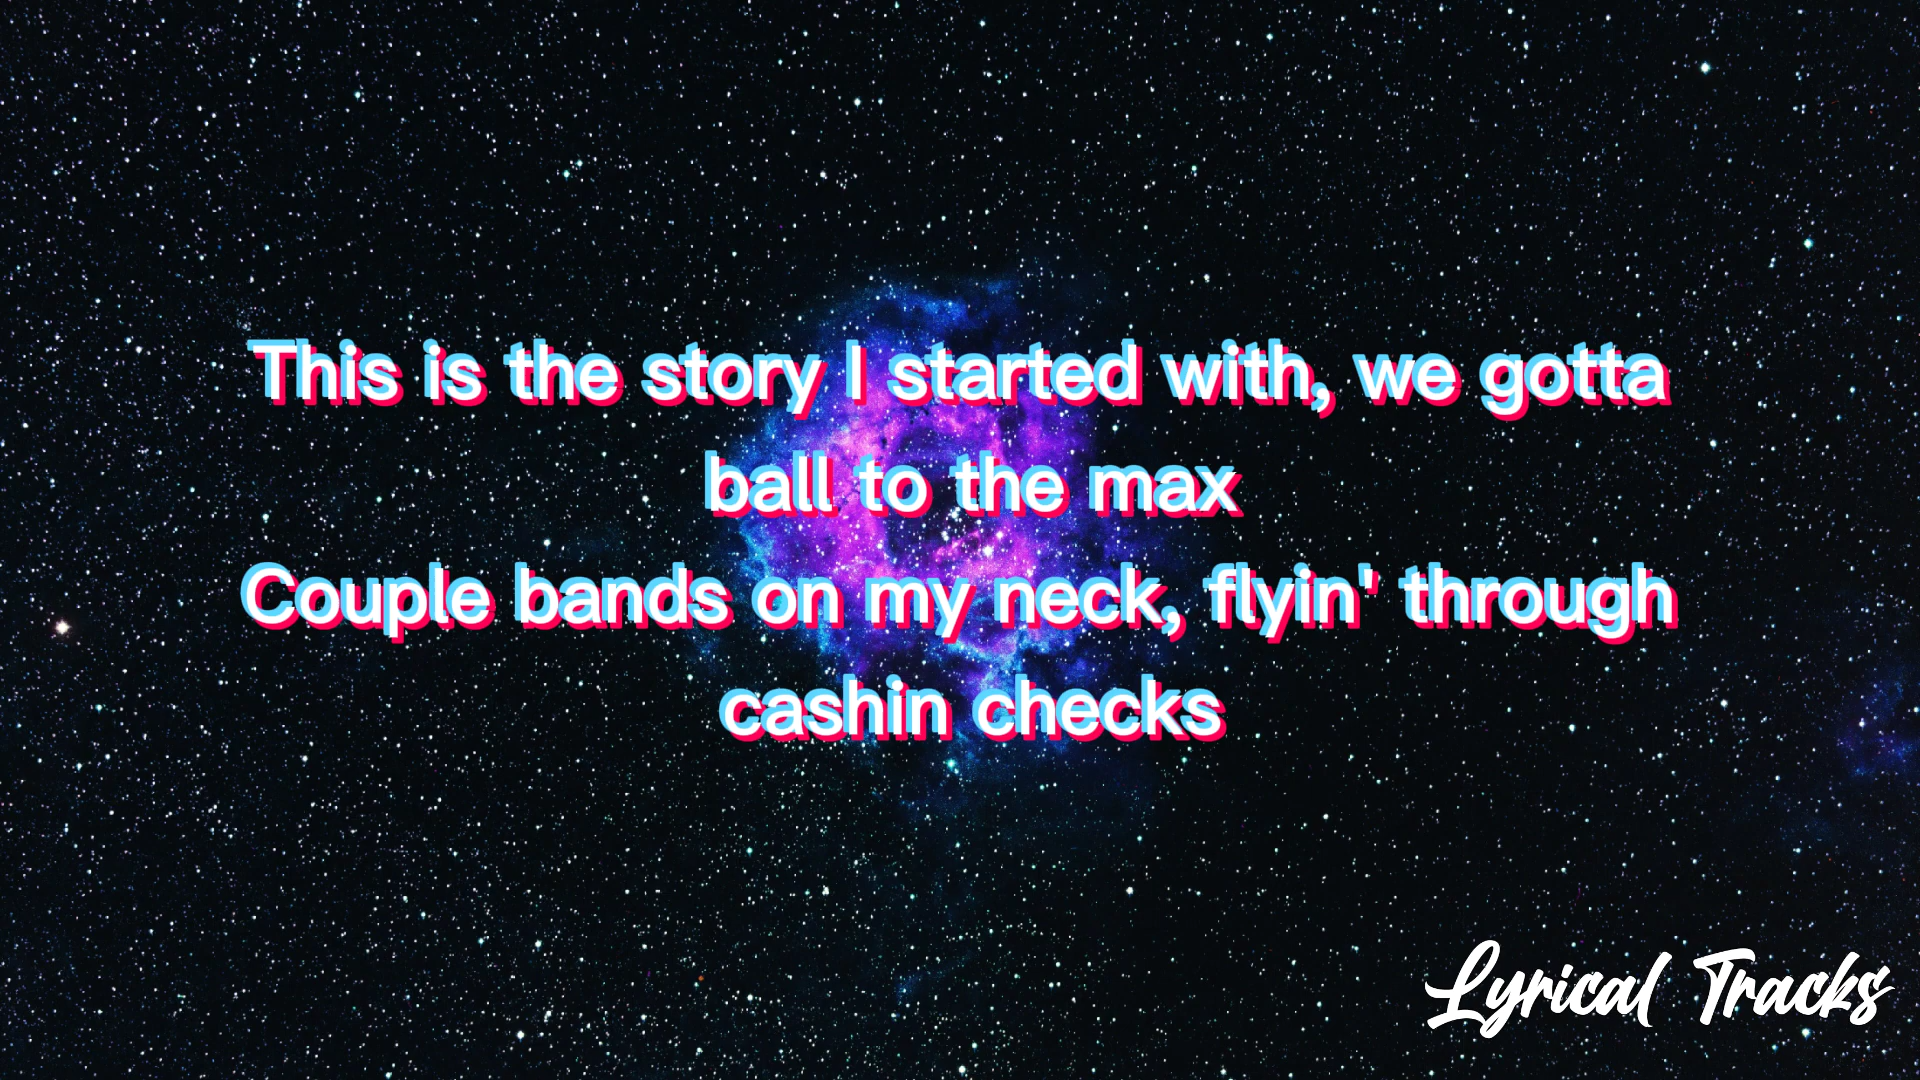 This is the story I started with, we gotta
ball to the max
Couple bands on my neck, flyin' through
cashin checks
Lyrical Tracks